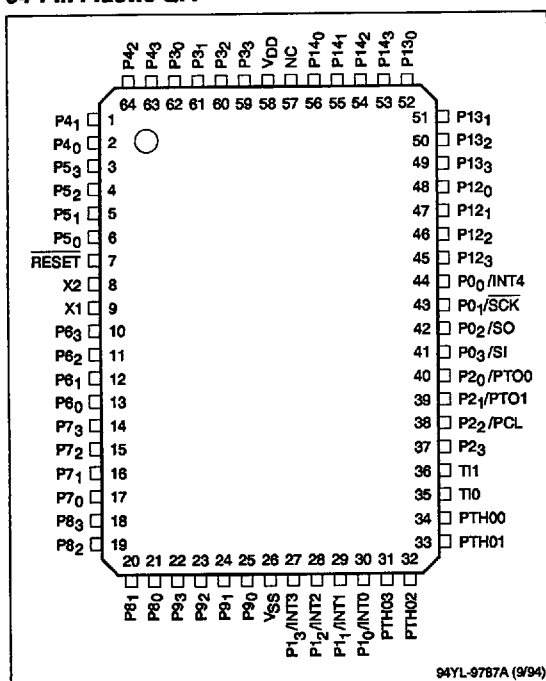 P4₂ P4₃ P3₀ P3₁ P3₂ P3₃ VDD NC P14₀ P14₁ P14₂ P14₃ P13₀
64 63 62 61 60 59 58 57 56 55 54 53 52
P4₁ 1 51 P13₁
P4₀ 2 50 P13₂
P5₃ 3 49 P13₃
P5₂ 4 48 P12₀
P5₁ 5 47 P12₁
P5₀ 6 46 P12₂
RESET 7 45 P12₃
X2 8 44 P0₀/INT4
X1 9 43 P0₁/SCK
P6₃ 10 42 P0₂/SO
P6₂ 11 41 P0₃/SI
P6₁ 12 40 P2₀/PTO0
P6₀ 13 39 P2₁/PTO1
P7₃ 14 38 P2₂/PCL
P7₂ 15 37 P2₃
P7₁ 16 36 TI1
P7₀ 17 35 TI0
P8₃ 18 34 PTH00
P8₂ 19 33 PTH01
20 21 22 23 24 25 26 27 28 29 30 31 32
P8₁ P8₀ P9₃ P9₂ P9₁ P9₀ VSS P1₃/INT3 P1₂/INT2 P1₁/INT1 P1₀/INT0 PTH03 PTH02
94YL-9787A (9/94)